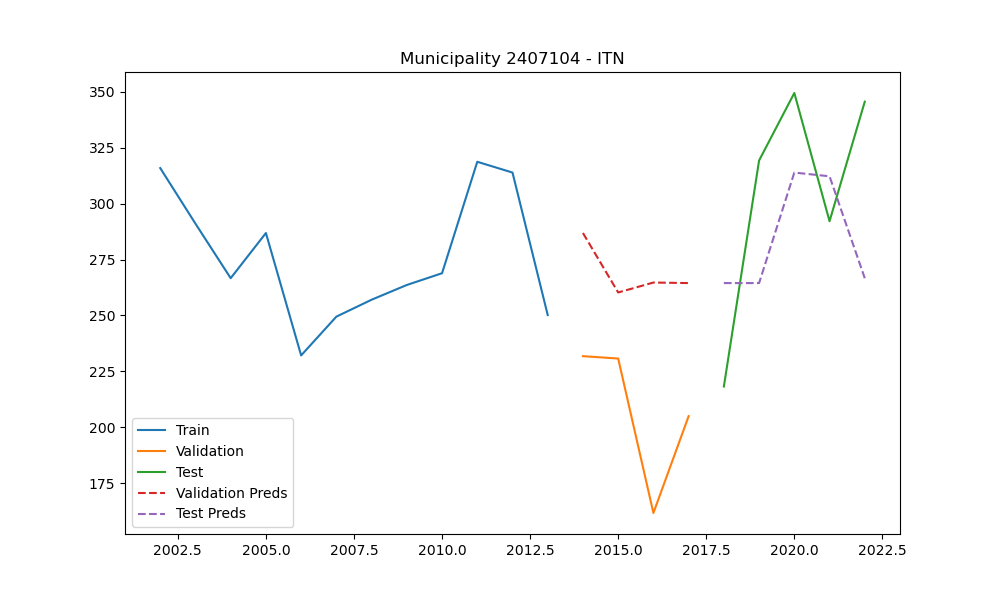 Municipality 2407104 - ITN
350
325
300
275
250
225
200
175
Train
Validation
Test
Validation Preds
Test Preds
2002.5 2005.0 2007.5 2010.0 2012.5 2015.0 2017.5 2020.0 2022.5